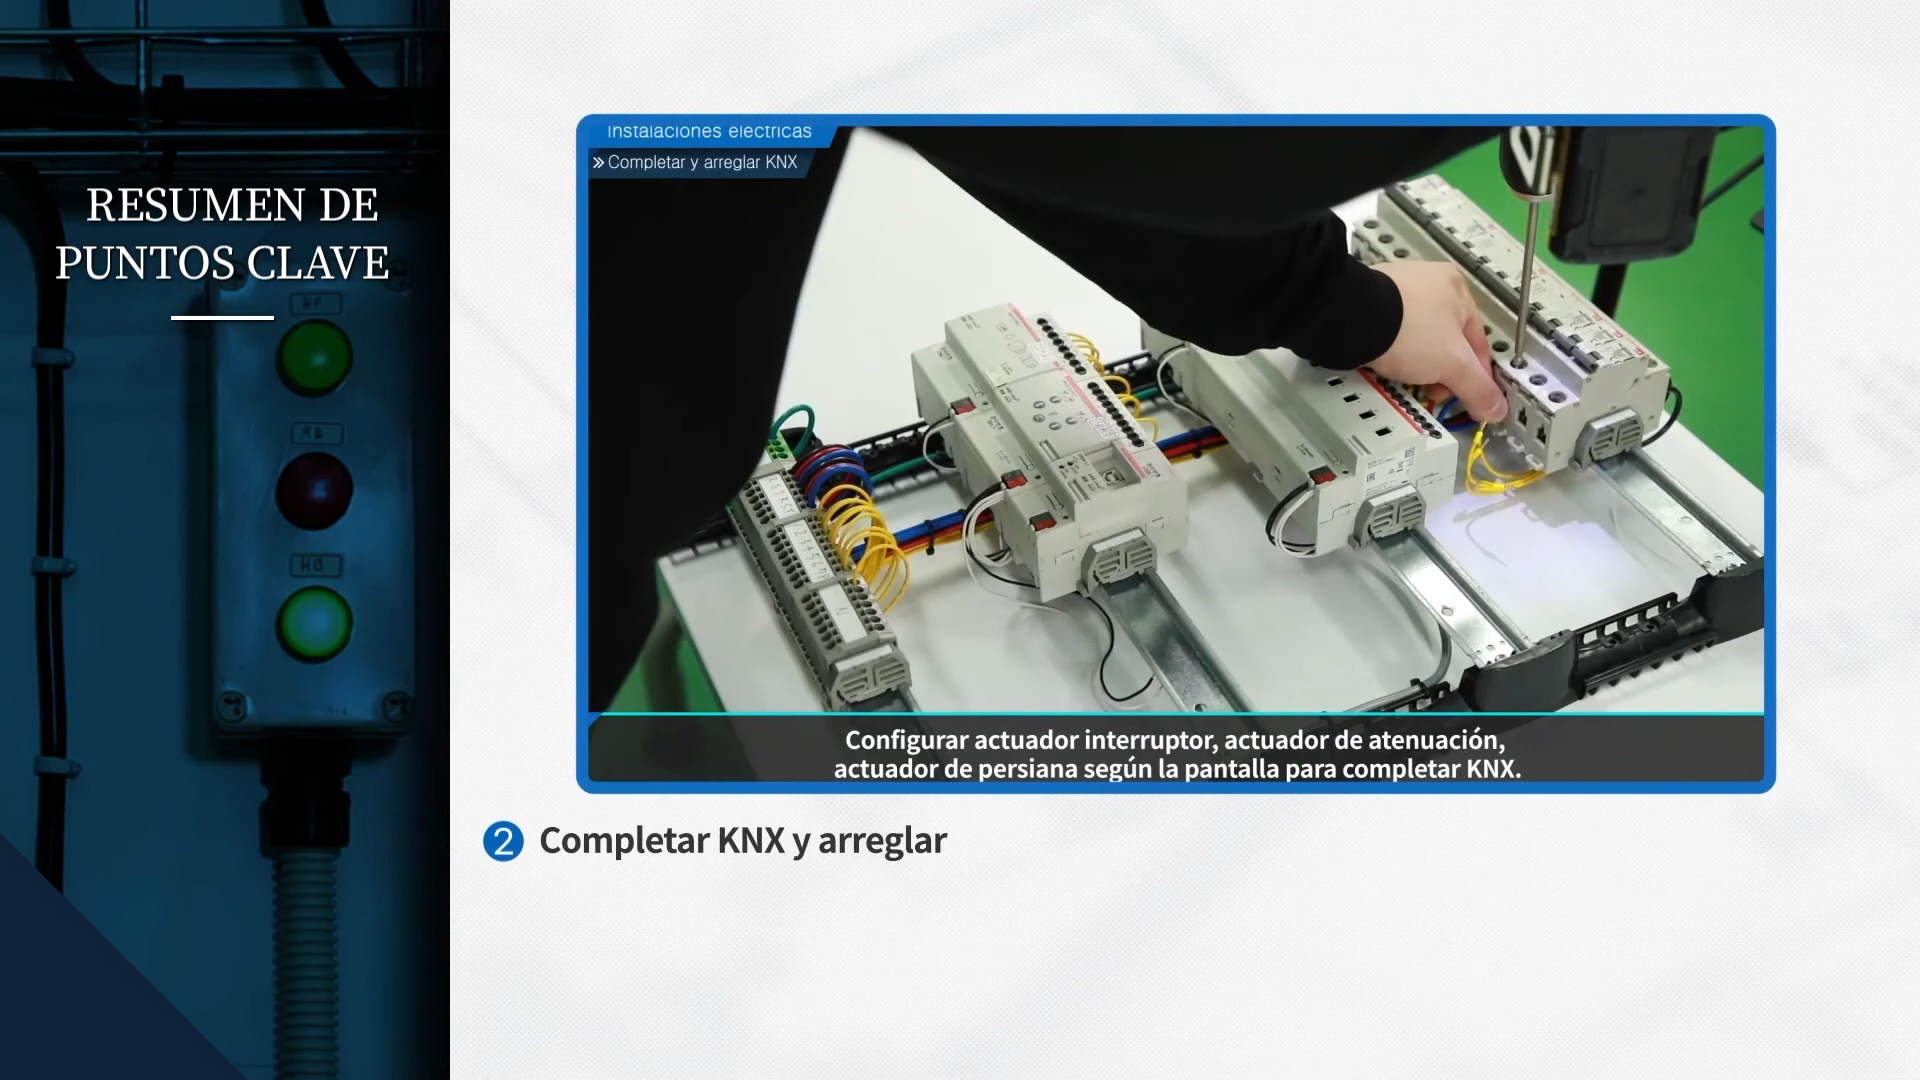 RESUMEN DE
PUNTOS CLAVE
Instalaciones eléctricas
» Completar y arreglar KNX
Configurar actuador interruptor, actuador de atenuación,
actuador de persiana según la pantalla para completar KNX.
2 Completar KNX y arreglar